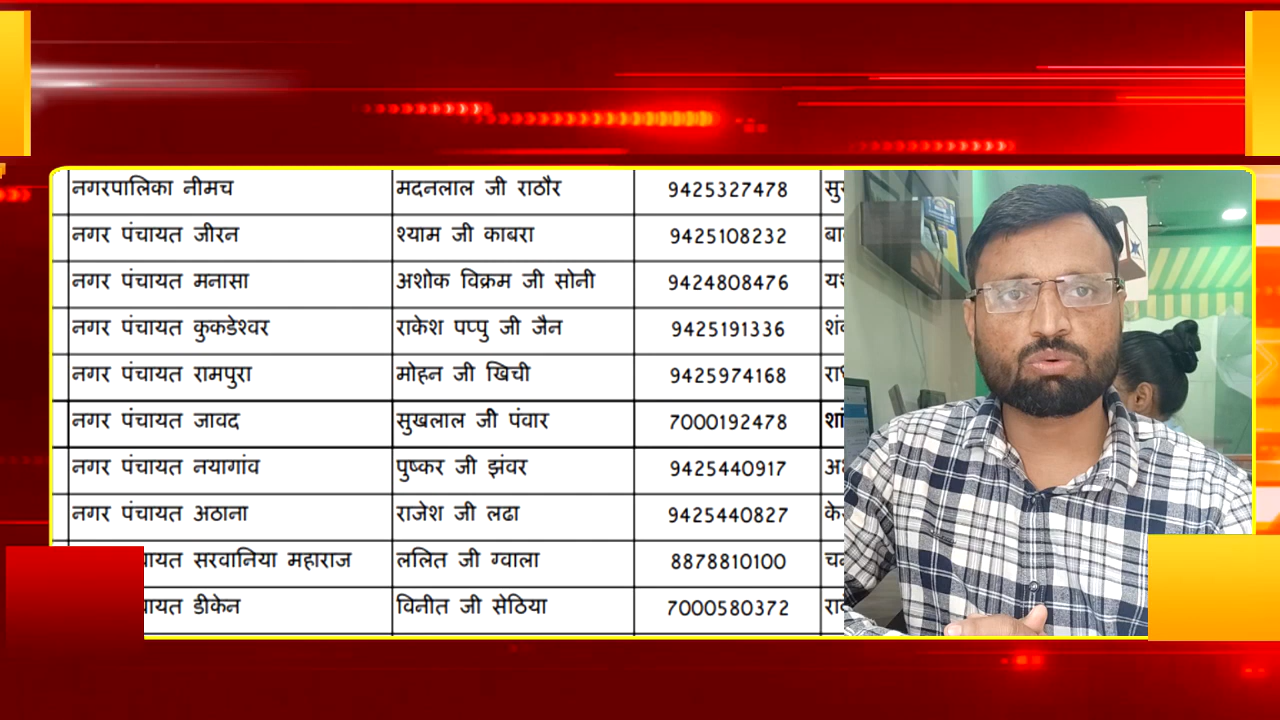 नगरपालिका नीमच मदनलाल जी राठौर 9425327478
नगर पंचायत जीरन श्याम जी काबरा 9425108232
नगर पंचायत मनासा अशोक विक्रम जी सोनी 9424808476
नगर पंचायत कुकडेश्वर राकेश पप्पु जी जैन 9425191336
नगर पंचायत रामपुरा मोहन जी खिची 9425974168
नगर पंचायत जावद सुखलाल जी पंवार 7000192478
नगर पंचायत नयागांव पुष्कर जी झंवर 9425440917
नगर पंचायत अठाना राजेश जी लढा 9425440827
सरवानिया महाराज ललित जी ग्वाला 8878810100
डीकेन विनीत जी सेठिया 7000580372